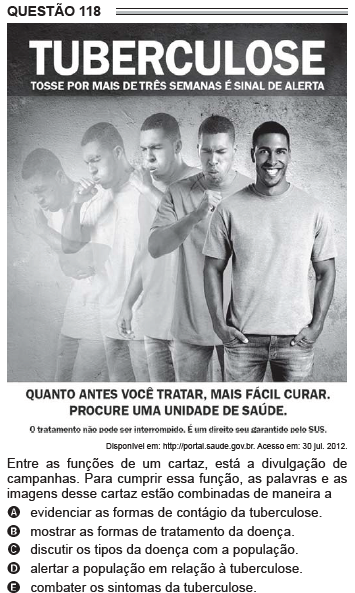 QUESTÃO 118
TUBERCULOSE
TOSSE POR MAIS DE TRÊS SEMANAS É SINAL DE ALERTA
QUANTO ANTES VOCÊ TRATAR, MAIS FÁCIL CURAR.
PROCURE UMA UNIDADE DE SAÚDE.
O tratamento não pode ser interrompido. É um direito seu garantido pelo SUS.
Disponível em: http://portal.saude.gov.br. Acesso em: 30 jul. 2012.
Entre as funções de um cartaz, está a divulgação de
campanhas. Para cumprir essa função, as palavras e as
imagens desse cartaz estão combinadas de maneira a
A evidenciar as formas de contágio da tuberculose.
B mostrar as formas de tratamento da doença.
C discutir os tipos da doença com a população.
D alertar a população em relação à tuberculose.
E combater os sintomas da tuberculose.